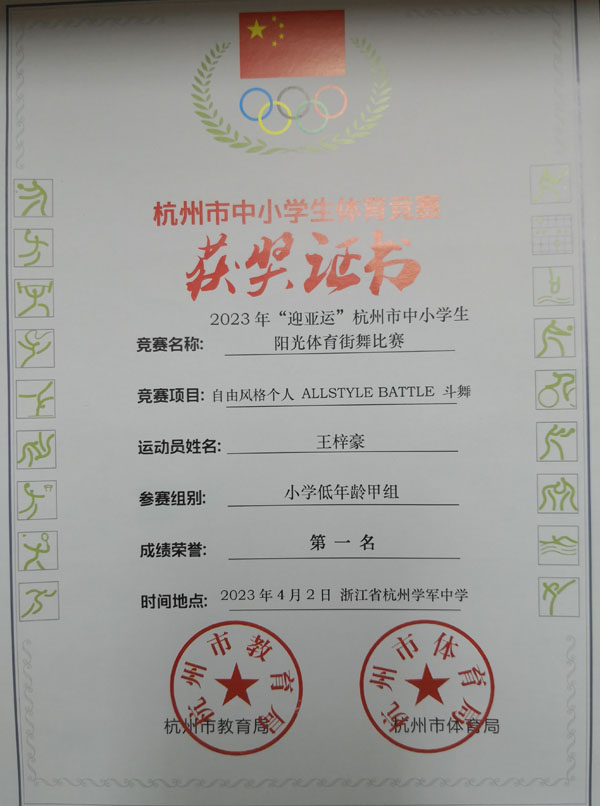 杭州市中小学生体育竞赛
获奖证书
2023年“迎亚运”杭州市中小学生
竞赛名称: 阳光体育街舞比赛
竞赛项目: 自由风格个人 ALLSTYLE BATTLE 斗舞
运动员姓名: 王梓豪
参赛组别: 小学低年龄甲组
成绩荣誉: 第一名
时间地点: 2023年4月2日 浙江省杭州学军中学
杭州市教育局 杭州市体育局
杭州市教育局 杭州市体育局